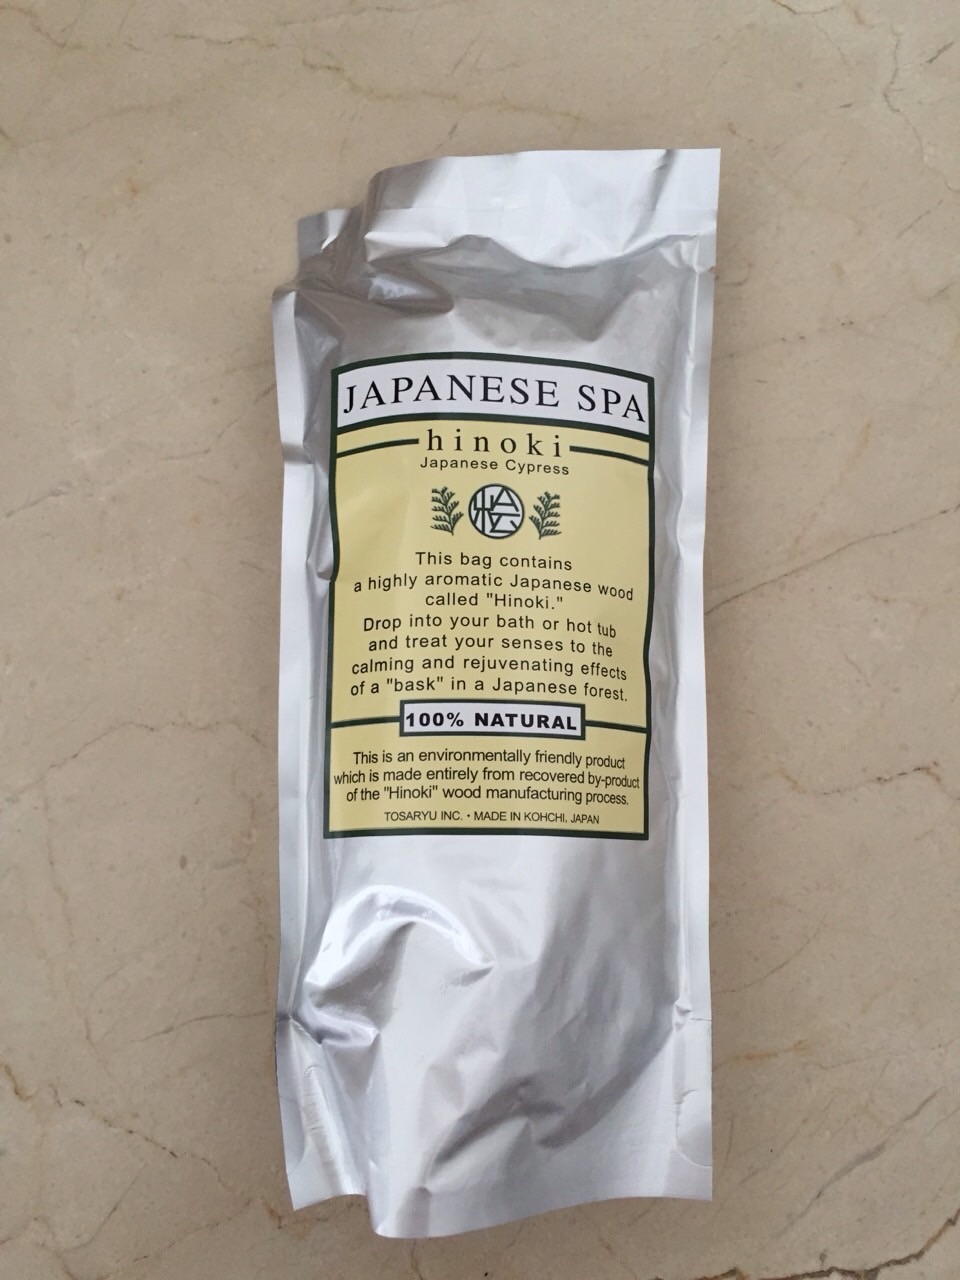 JAPANESE SPA
hinoki
Japanese Cypress
桧
This bag contains
a highly aromatic Japanese wood
called "Hinoki."
Drop into your bath or hot tub
and treat your senses to the
calming and rejuvenating effects
of a "bask" in a Japanese forest.
100% NATURAL
This is an environmentally friendly product
which is made entirely from recovered by-product
of the "Hinoki" wood manufacturing process.
TOSARYU INC. • MADE IN KOHCHI, JAPAN